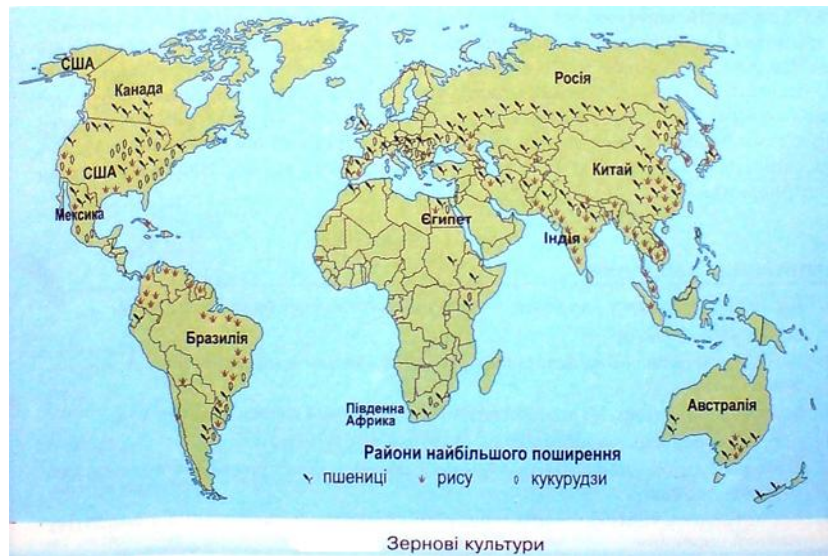 США
Канада
Росія
США
Китай
Мексика
Єгипет
Індія
Бразилія
Південна
Африка
Австралія
Райони найбільшого поширення
пшениці рису кукурудзи
Зернові культури